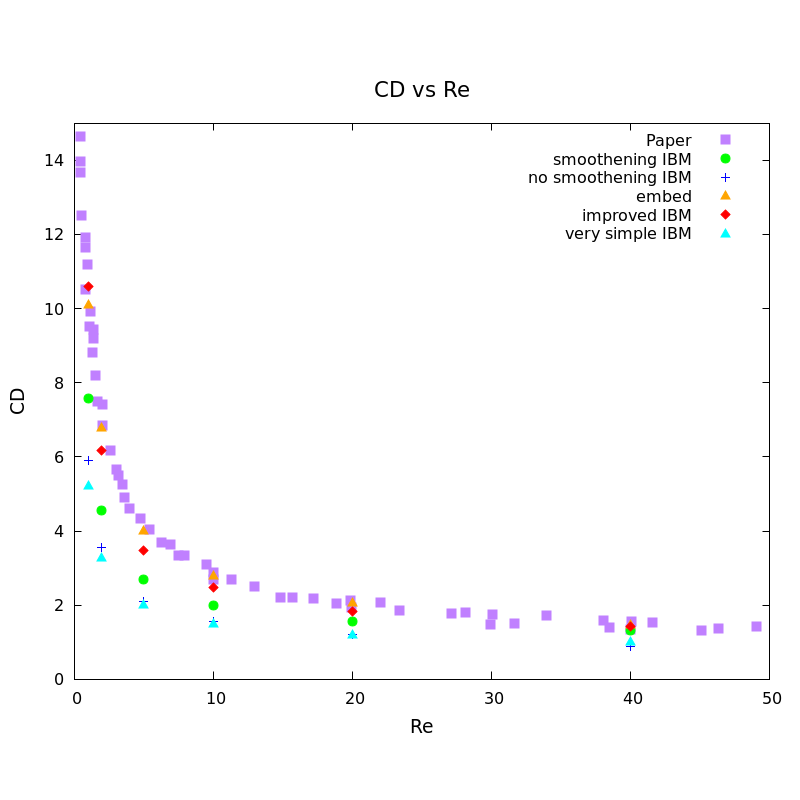 CD vs Re
Paper
smoothening IBM
no smoothening IBM
embed
improved IBM
very simple IBM
14
12
10
8
6
4
2
0
CD
0 10 20 30 40 50
Re